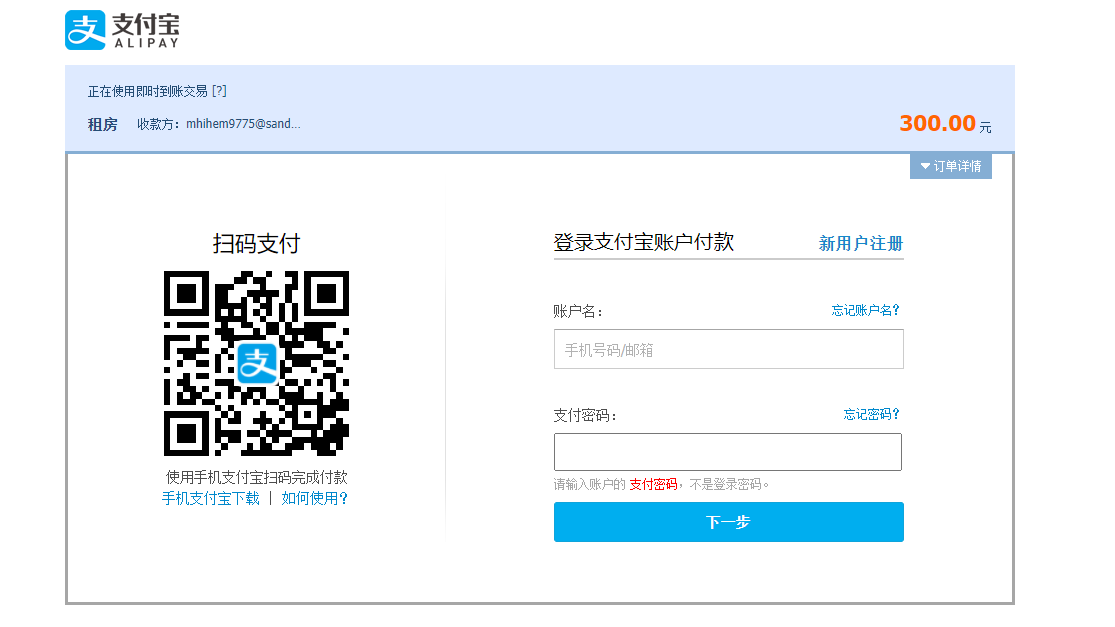 支付宝
ALIPAY
正在使用即时到账交易 [?]
租房 收款方：mhihem9775@sand... 300.00 元
订单详情
扫码支付
使用手机支付宝扫码完成付款
手机支付宝下载 | 如何使用?
登录支付宝账户付款 新用户注册
账户名： 忘记账户名?
手机号码/邮箱
支付密码： 忘记密码?
请输入账户的 支付密码，不是登录密码。
下一步